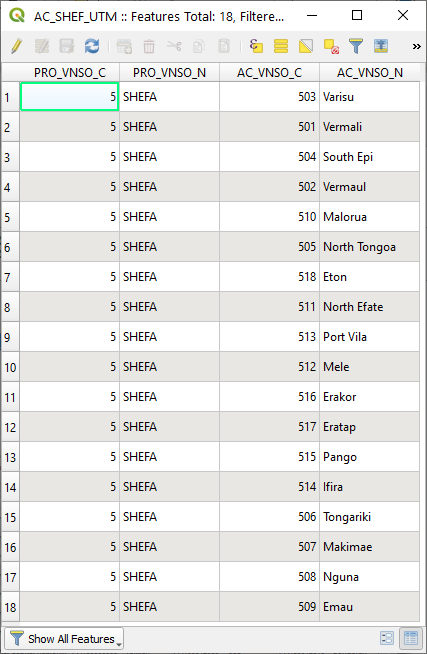 AC_SHEF_UTM :: Features Total: 18, Filtere...
PRO_VNSO_C PRO_VNSO_N AC_VNSO_C AC_VNSO_N
1 5 SHEFA 503 Varisu
2 5 SHEFA 501 Vermali
3 5 SHEFA 504 South Epi
4 5 SHEFA 502 Vermaul
5 5 SHEFA 510 Malorua
6 5 SHEFA 505 North Tongoa
7 5 SHEFA 518 Eton
8 5 SHEFA 511 North Efate
9 5 SHEFA 513 Port Vila
10 5 SHEFA 512 Mele
11 5 SHEFA 516 Erakor
12 5 SHEFA 517 Eratap
13 5 SHEFA 515 Pango
14 5 SHEFA 514 Ifira
15 5 SHEFA 506 Tongariki
16 5 SHEFA 507 Makimae
17 5 SHEFA 508 Nguna
18 5 SHEFA 509 Emau
Show All Features